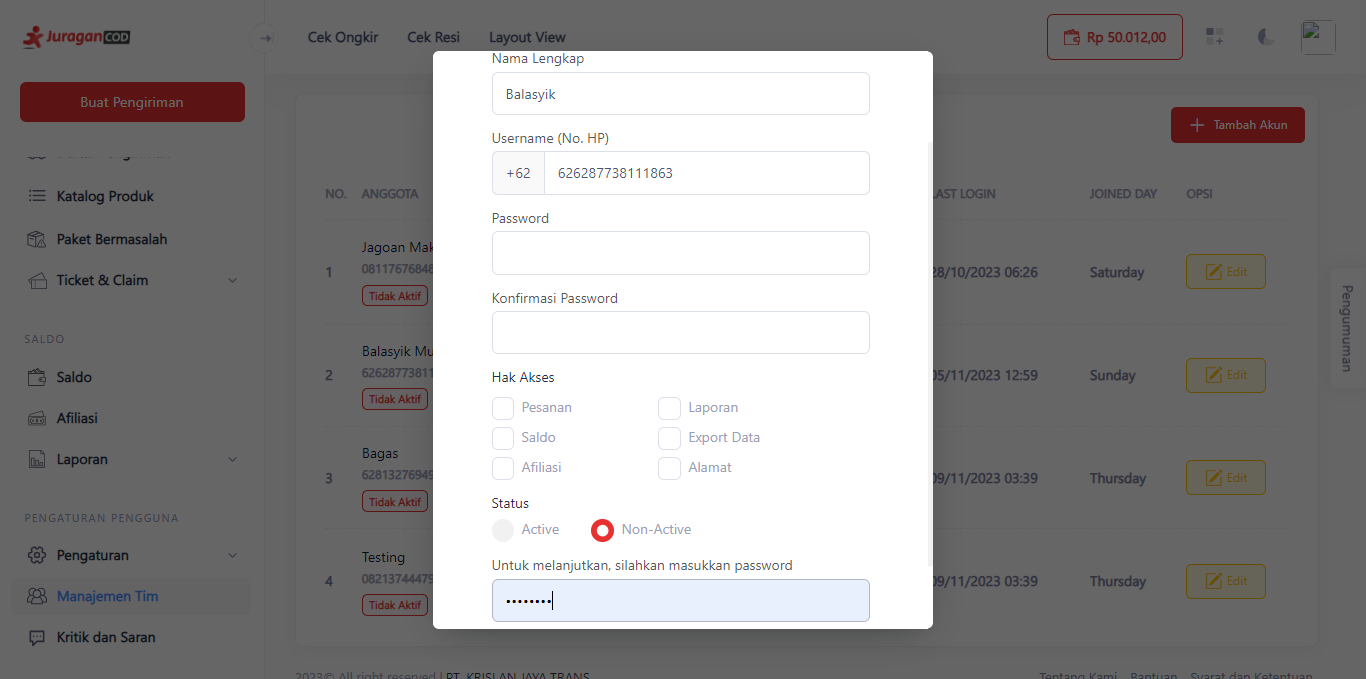 JuraganCOD
Cek Ongkir
Cek Resi
Layout View
Rp 50.012,00
Buat Pengiriman
Katalog Produk
Paket Bermasalah
Ticket & Claim
SALDO
Saldo
Afiliasi
Laporan
PENGATURAN PENGGUNA
Pengaturan
Manajemen Tim
Kritik dan Saran
Tambah Akun
NO. ANGGOTA LAST LOGIN JOINED DAY OPSI
Jagoan Mak
1 08117676848 28/10/2023 06:26 Saturday Edit
Tidak Aktif
Balasyik Mu
2 6262877381 05/11/2023 12:59 Sunday Edit
Tidak Aktif
Bagas
3 62813276949 09/11/2023 03:39 Thursday Edit
Tidak Aktif
Testing
4 08213744479 09/11/2023 03:39 Thursday Edit
Tidak Aktif
Pengumuman
Nama Lengkap
Balasyik
Username (No. HP)
+62 626287738111863
Password
Konfirmasi Password
Hak Akses
Pesanan Laporan
Saldo Export Data
Afiliasi Alamat
Status
Active Non-Active
Untuk melanjutkan, silahkan masukkan password
2023© All right reserved | PT. KRISLAN JAYA TRANS
Tentang Kami Bantuan Syarat dan Ketentuan